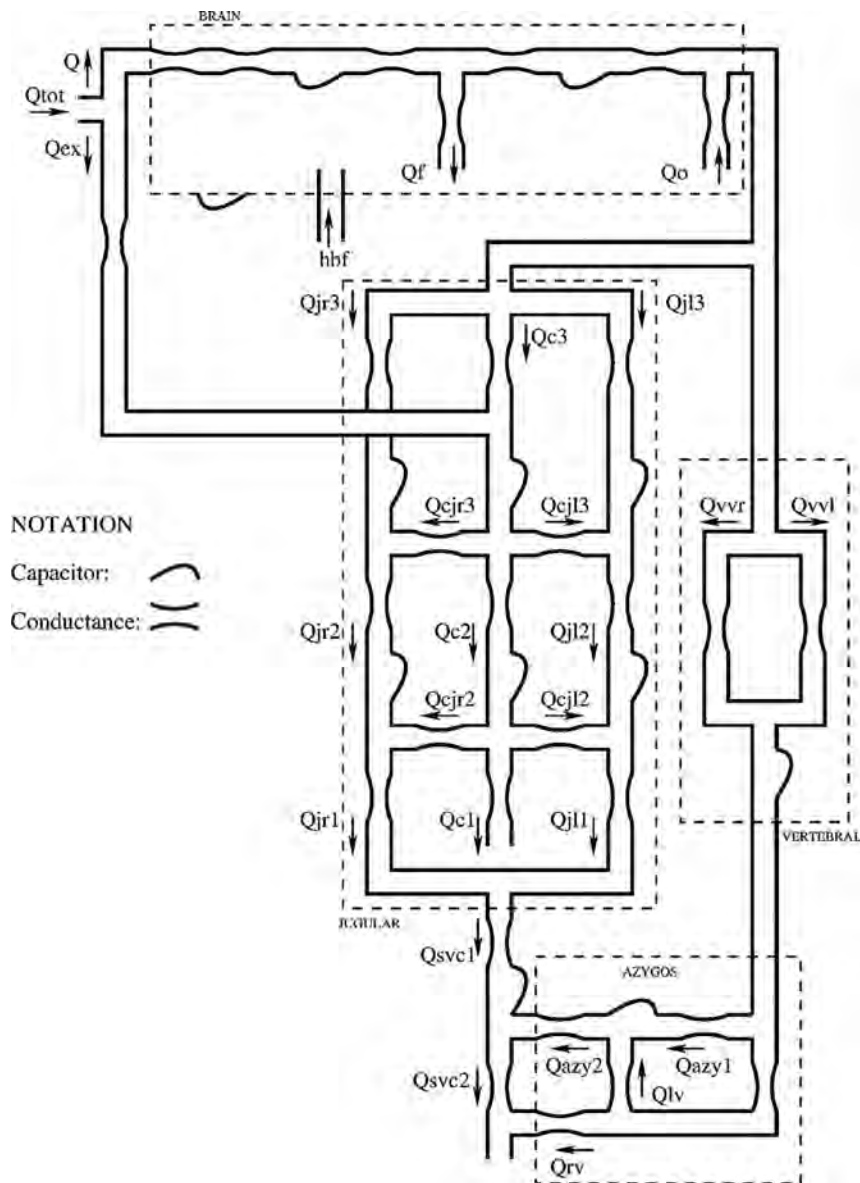 BRAIN
Q
Qtot
Qex
Qf
Qo
hbf
Qjr3
Qjl3
Qc3
Qcjr3
Qcjl3
Qvvr
Qvvl
NOTATION
Capacitor:
Conductance:
Qjr2
Qc2
Qjl2
Qcjr2
Qcjl2
Qjr1
Qc1
Qjl1
VERTEBRAL
JUGULAR
Qsvc1
AZYGOS
Qazy2
Qazy1
Qsvc2
Qlv
Qrv